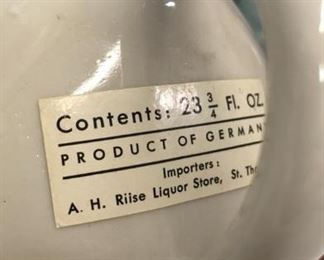 Contents: 23 3/4 Fl. OZ.
PRODUCT OF GERMAN
Importers:
A. H. Riise Liquor Store, St. Th